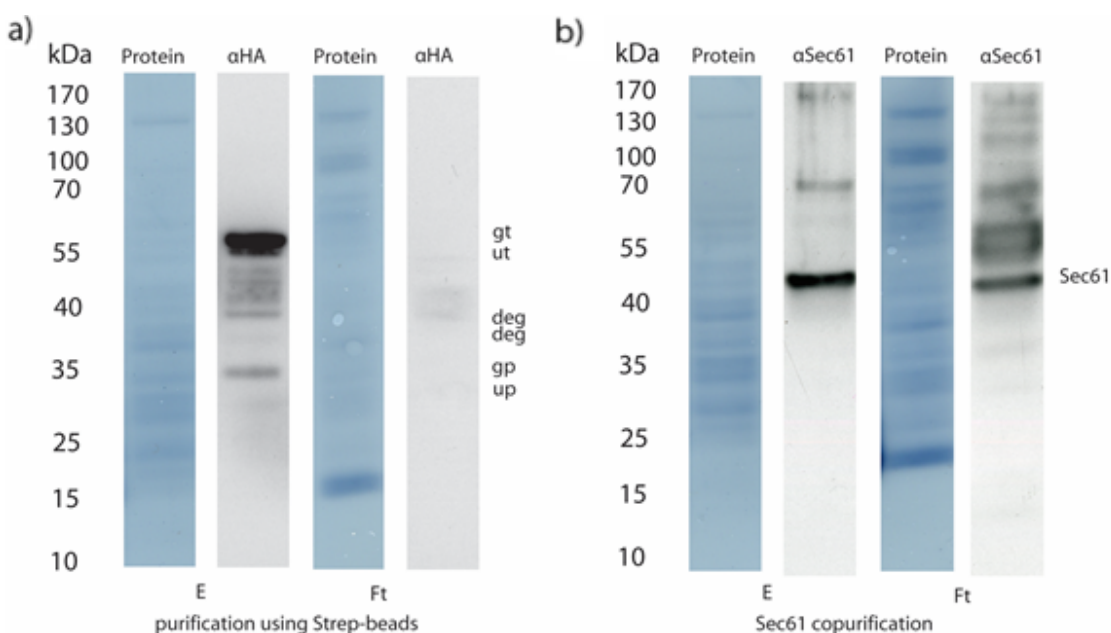 a)
kDa Protein αHA Protein αHA
170
130
100
70
55
40
35
25
15
10
gt
ut
deg
deg
gp
up
E Ft
purification using Strep-beads
b)
kDa Protein αSec61 Protein αSec61
170
130
100
70
55
40
35
25
15
10
Sec61
E Ft
Sec61 copurification